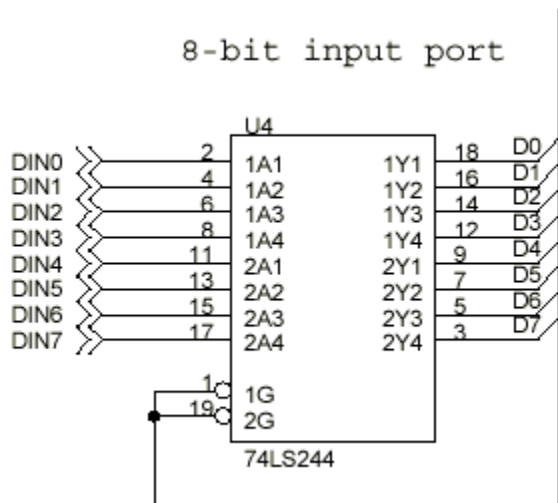 8-bit input port
U4
DIN0 2 1A1 1Y1 18 D0
DIN1 4 1A2 1Y2 16 D1
DIN2 6 1A3 1Y3 14 D2
DIN3 8 1A4 1Y4 12 D3
DIN4 11 2A1 2Y1 9 D4
DIN5 13 2A2 2Y2 7 D5
DIN6 15 2A3 2Y3 5 D6
DIN7 17 2A4 2Y4 3 D7
1 1G
19 2G
74LS244